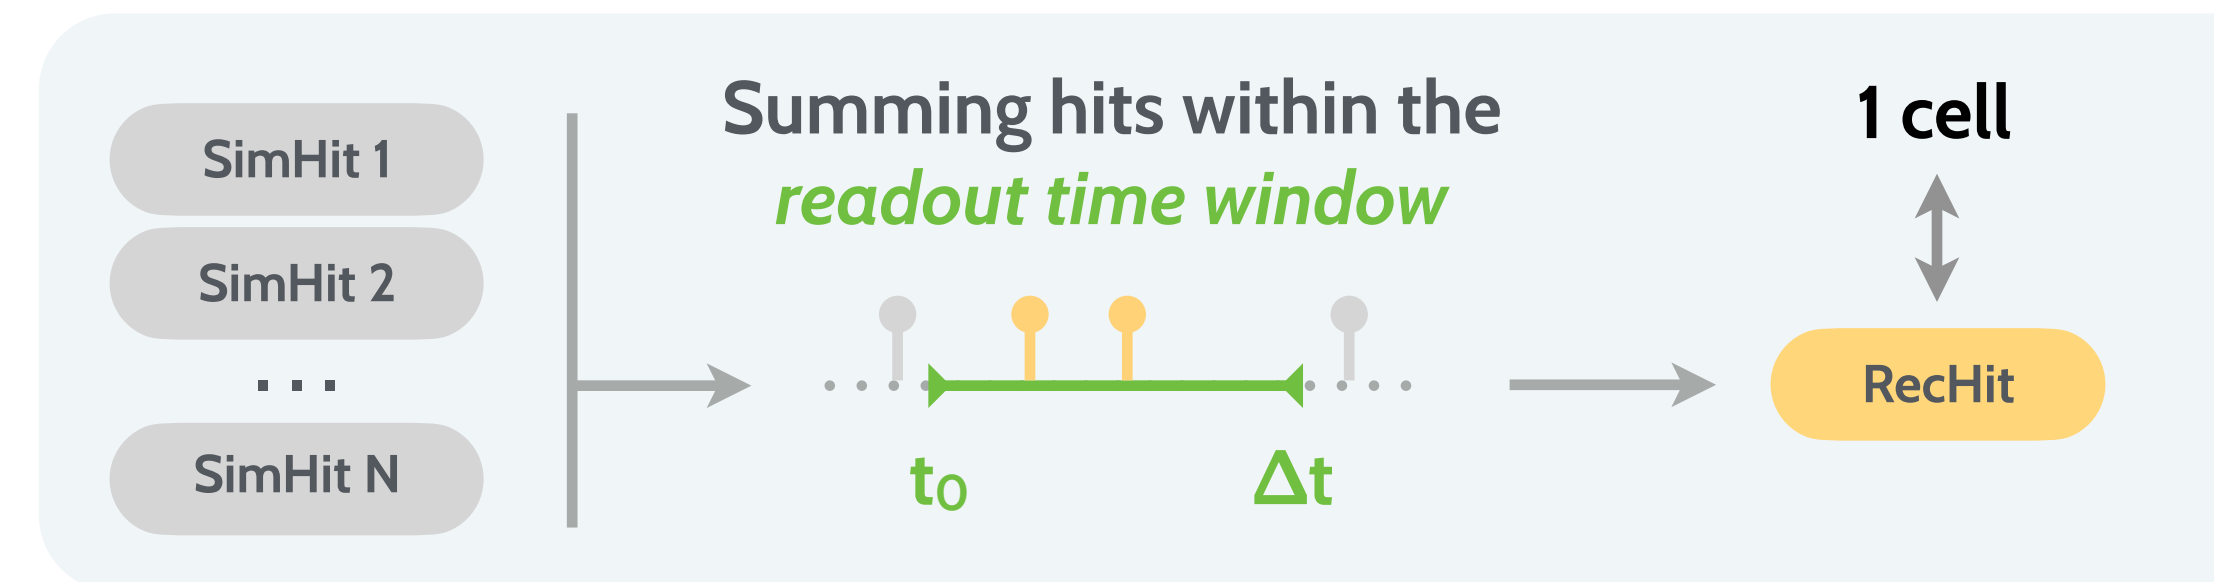 SimHit 1
SimHit 2
...
SimHit N
Summing hits within the
readout time window
t₀
Δt
1 cell
RecHit